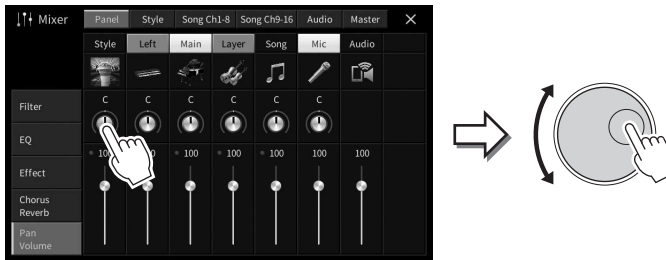 Mixer
Panel Style Song Ch1-8 Song Ch9-16 Audio Master ×
Style Left Main Layer Song Mic Audio
Filter
EQ
Effect
Chorus
Reverb
Pan
Volume
C C C C C C
100 100 100 100 100 100